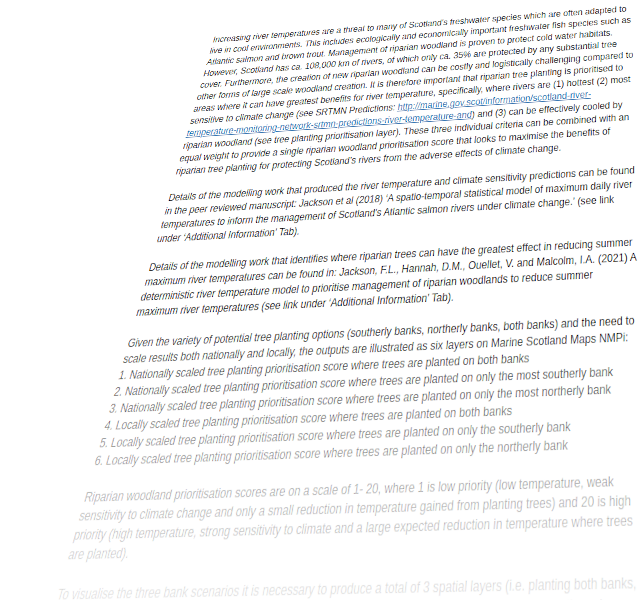 Increasing river temperatures are a threat to many of Scotland's freshwater species which are often adapted to
live in cool environments. This includes ecologically and economically important freshwater fish species such as
Atlantic salmon and brown trout. Management of riparian woodland is proven to protect cold water habitats.
However, Scotland has ca. 108,000 km of rivers, of which only ca. 35% are protected by any substantial tree
cover. Furthermore, the creation of new riparian woodland can be costly and logistically challenging compared to
other forms of large scale woodland creation. It is therefore important that riparian tree planting is prioritised to
areas where it can have greatest benefits for river temperature, specifically, where rivers are (1) hottest (2) most
sensitive to climate change (see SRTMN Predictions: http://marine.gov.scot/information/scotland-river-
temperature-monitoring-network-srtmn-predictions-river-temperature-and) and (3) can be effectively cooled by
riparian woodland (see tree planting prioritisation layer). These three individual criteria can be combined with an
equal weight to provide a single riparian woodland prioritisation score that looks to maximise the benefits of
riparian tree planting for protecting Scotland's rivers from the adverse effects of climate change.
Details of the modelling work that produced the river temperature and climate sensitivity predictions can be found
in the peer reviewed manuscript: Jackson et al (2018) 'A spatio-temporal statistical model of maximum daily river
temperatures to inform the management of Scotland's Atlantic salmon rivers under climate change.' (see link
under 'Additional Information' Tab).
Details of the modelling work that identifies where riparian trees can have the greatest effect in reducing summer
maximum river temperatures can be found in: Jackson, F.L., Hannah, D.M., Ouellet, V. and Malcolm, I.A. (2021) A
deterministic river temperature model to prioritise management of riparian woodlands to reduce summer
maximum river temperatures (see link under 'Additional Information' Tab).
Given the variety of potential tree planting options (southerly banks, northerly banks, both banks) and the need to
scale results both nationally and locally, the outputs are illustrated as six layers on Marine Scotland Maps NMPi:
1. Nationally scaled tree planting prioritisation score where trees are planted on both banks
2. Nationally scaled tree planting prioritisation score where trees are planted on only the most southerly bank
3. Nationally scaled tree planting prioritisation score where trees are planted on only the most northerly bank
4. Locally scaled tree planting prioritisation score where trees are planted on both banks
5. Locally scaled tree planting prioritisation score where trees are planted on only the southerly bank
6. Locally scaled tree planting prioritisation score where trees are planted on only the northerly bank
Riparian woodland prioritisation scores are on a scale of 1- 20, where 1 is low priority (low temperature, weak
sensitivity to climate change and only a small reduction in temperature gained from planting trees) and 20 is high
priority (high temperature, strong sensitivity to climate and a large expected reduction in temperature where trees
are planted).
To visualise the three bank scenarios it is necessary to produce a total of 3 spatial layers (i.e. planting both banks,